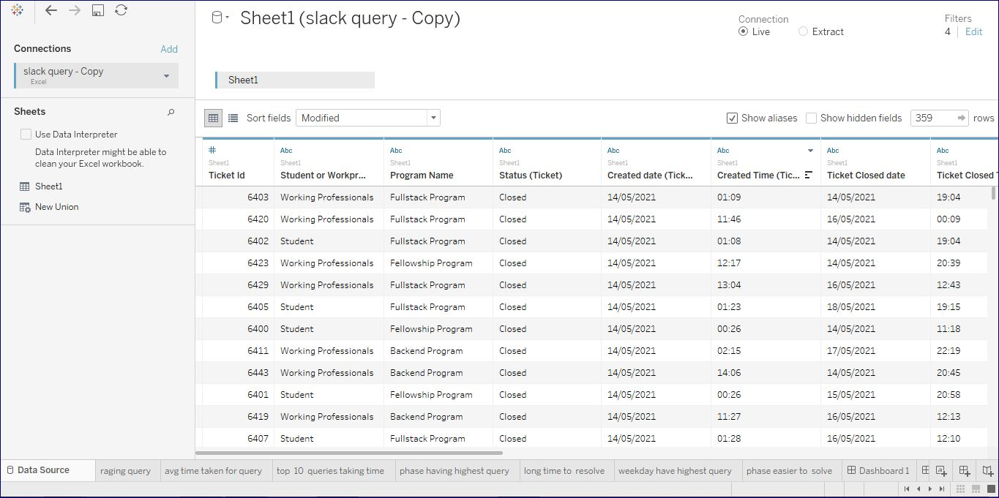 Sheet1 (slack query - Copy)
Connection
Live Extract
Filters
4 Edit
Connections Add
slack query - Copy
Excel
Sheet1
Sheets
Use Data Interpreter
Data Interpreter might be able to
clean your Excel workbook.
Sheet1
New Union
Sort fields Modified Show aliases Show hidden fields 359 rows
# Abc Abc Abc Abc Abc Abc Abc
Sheet1 Sheet1 Sheet1 Sheet1 Sheet1 Sheet1 Sheet1 Sheet1
Ticket Id Student or Workpr... Program Name Status (Ticket) Created date (Tick... Created Time (Tic... Ticket Closed date Ticket Closed T
6403 Working Professionals Fullstack Program Closed 14/05/2021 01:09 14/05/2021 19:04
6420 Working Professionals Fullstack Program Closed 14/05/2021 11:46 16/05/2021 00:09
6402 Student Fullstack Program Closed 14/05/2021 01:08 14/05/2021 19:04
6423 Working Professionals Fellowship Program Closed 14/05/2021 12:17 14/05/2021 20:39
6429 Working Professionals Fullstack Program Closed 14/05/2021 13:04 16/05/2021 12:43
6405 Student Fullstack Program Closed 14/05/2021 01:23 18/05/2021 19:15
6400 Student Fellowship Program Closed 14/05/2021 00:26 14/05/2021 11:18
6411 Working Professionals Backend Program Closed 14/05/2021 02:15 17/05/2021 22:19
6443 Working Professionals Backend Program Closed 14/05/2021 14:06 14/05/2021 20:45
6401 Student Fellowship Program Closed 14/05/2021 00:26 15/05/2021 20:58
6419 Working Professionals Backend Program Closed 14/05/2021 11:27 16/05/2021 12:13
6407 Student Fullstack Program Closed 14/05/2021 01:28 16/05/2021 12:10
Data Source raging query avg time taken for query top 10 queries taking time phase having highest query long time to resolve weekday have highest query phase easier to solve Dashboard 1